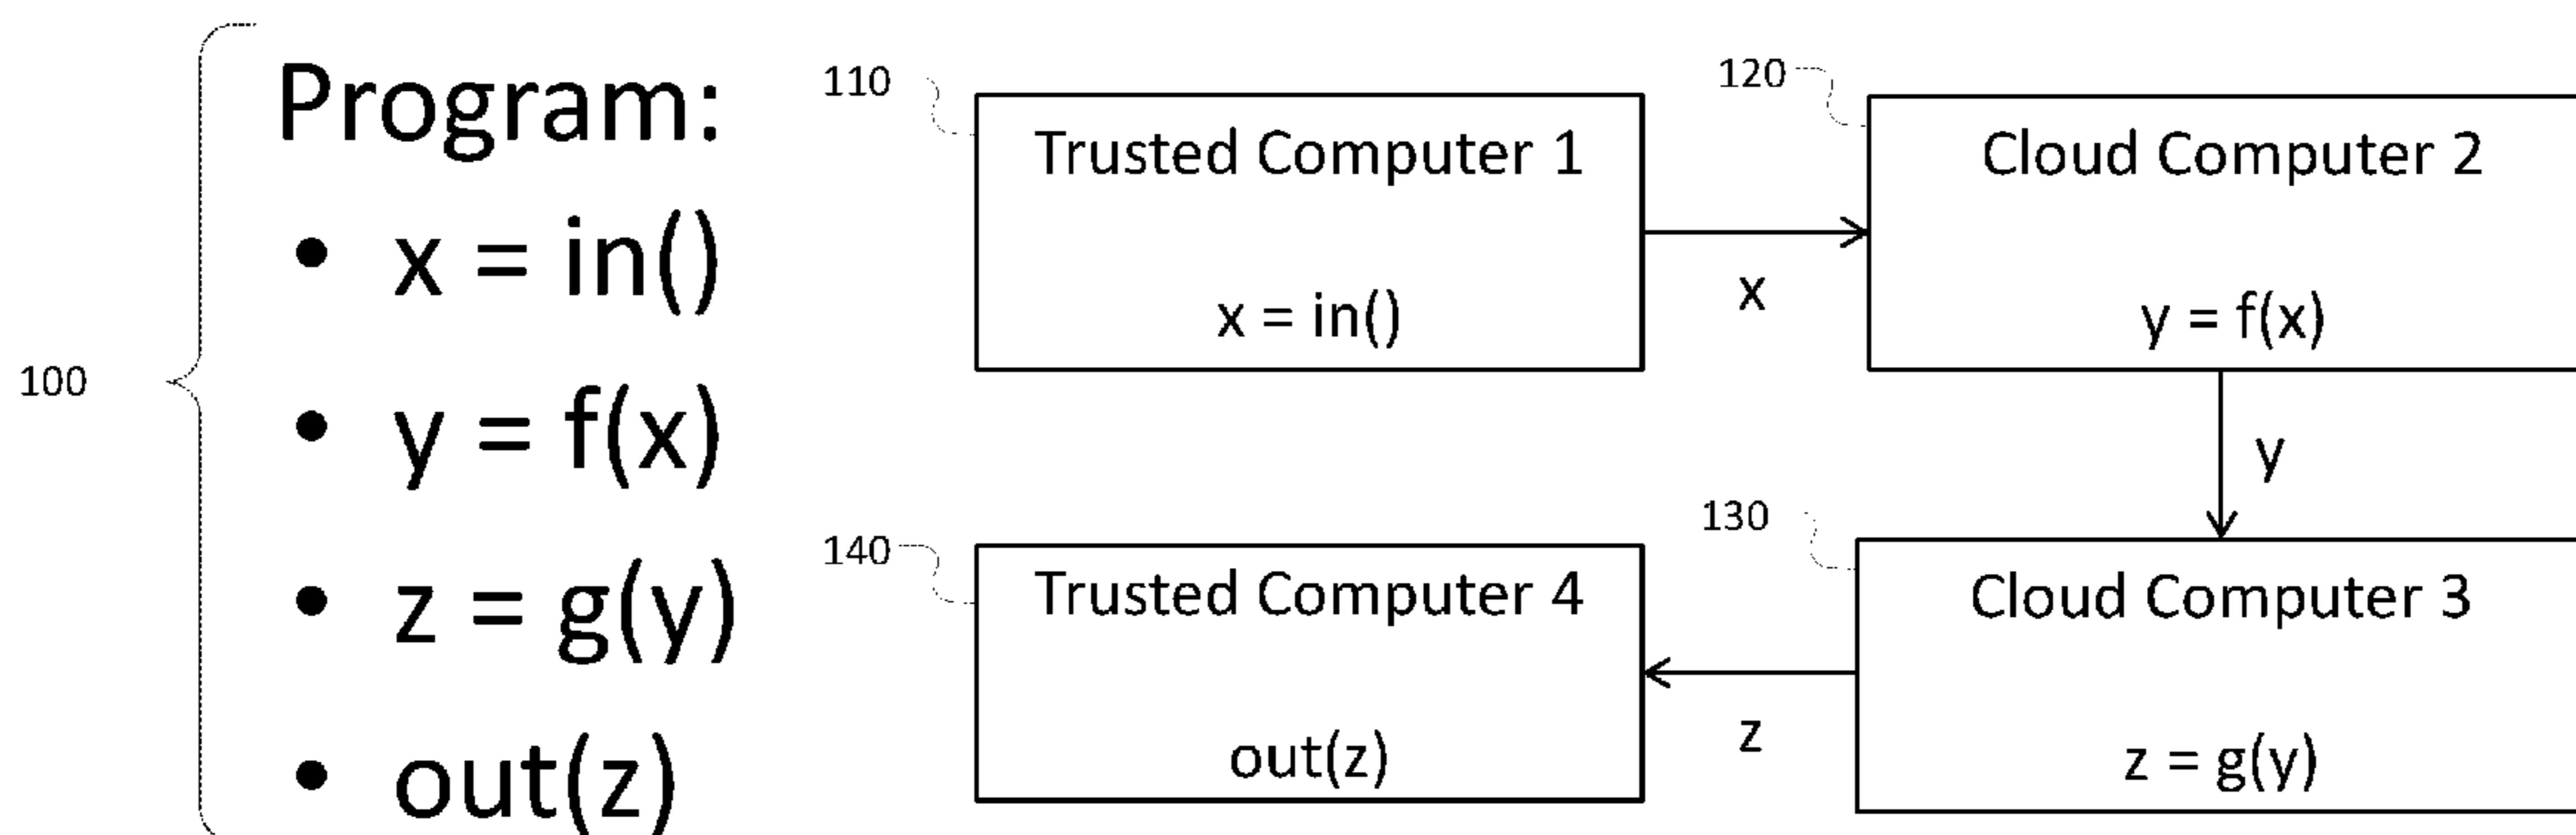 100
Program:
• x = in()
• y = f(x)
• z = g(y)
• out(z)
110
Trusted Computer 1
x = in()
x
120
Cloud Computer 2
y = f(x)
y
130
Cloud Computer 3
z = g(y)
z
140
Trusted Computer 4
out(z)